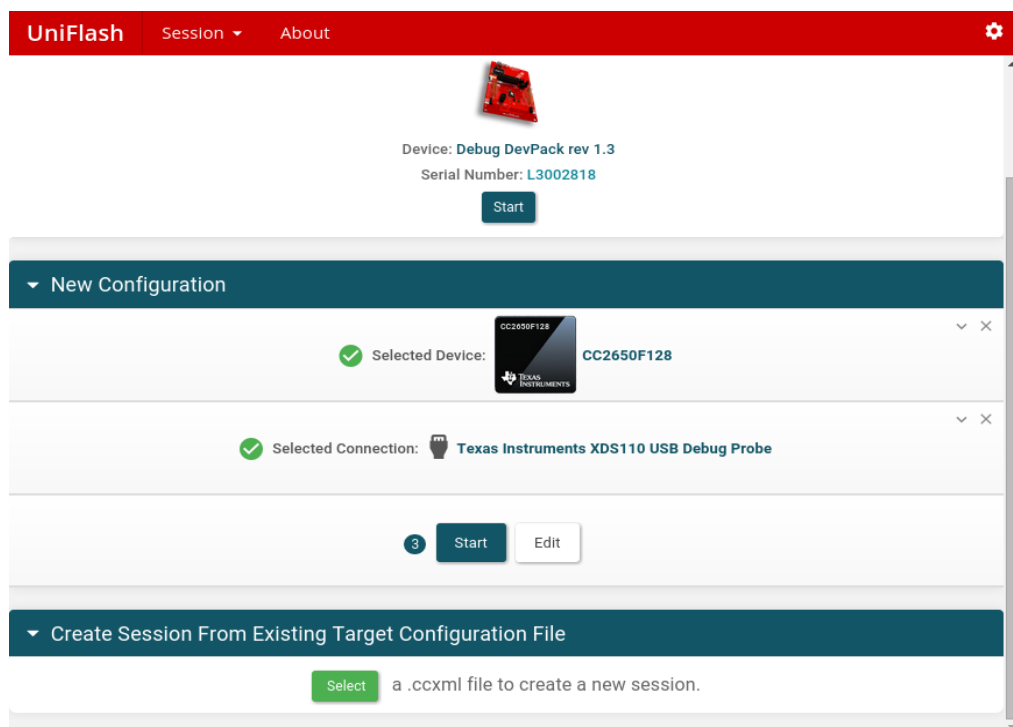 UniFlash Session About
Device: Debug DevPack rev 1.3
Serial Number: L3002818
Start
New Configuration
Selected Device: CC2650F128 TEXAS INSTRUMENTS CC2650F128
Selected Connection: Texas Instruments XDS110 USB Debug Probe
3 Start Edit
Create Session From Existing Target Configuration File
Select a .ccxml file to create a new session.